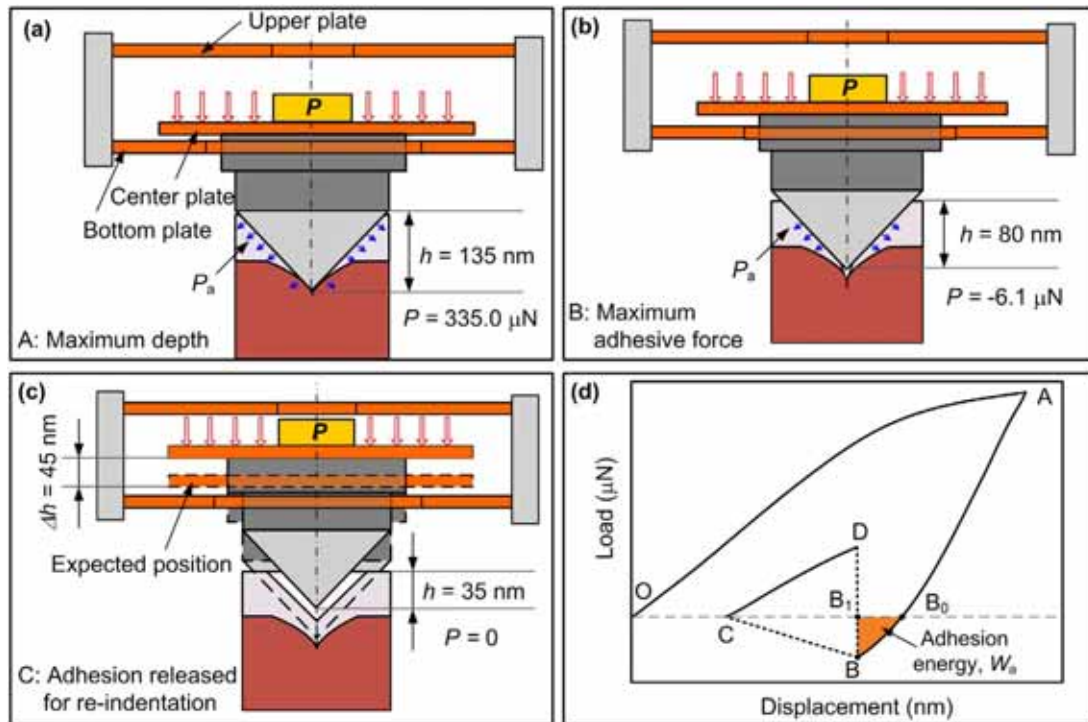 (a)
Upper plate
P
Center plate
Bottom plate
Pa
h = 135 nm
P = 335.0 μN
A: Maximum depth
(b)
P
Pa
h = 80 nm
P = -6.1 μN
B: Maximum
adhesive force
(c)
P
Δh = 45 nm
Expected position
h = 35 nm
P = 0
C: Adhesion released
for re-indentation
(d)
A
Load (μN)
D
O
B1
B0
C
Adhesion
energy, Wa
B
Displacement (nm)